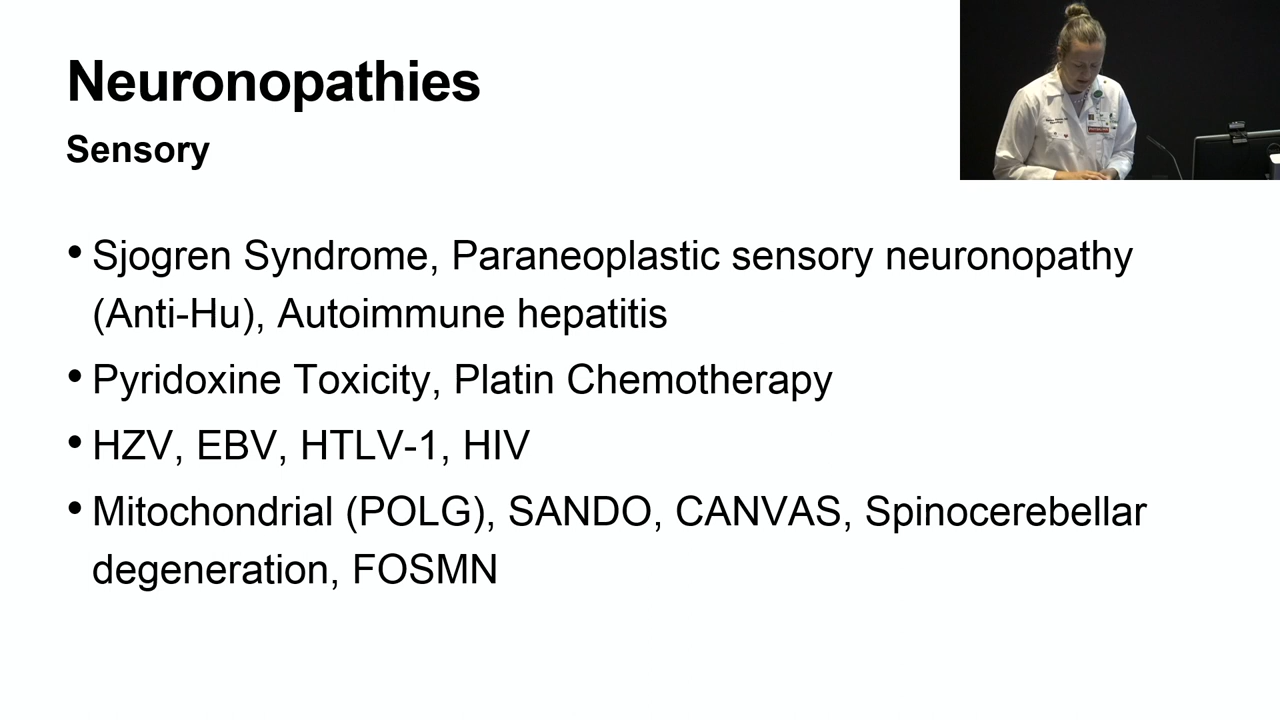 Neuronopathies
Sensory
• Sjogren Syndrome, Paraneoplastic sensory neuronopathy
(Anti-Hu), Autoimmune hepatitis
• Pyridoxine Toxicity, Platin Chemotherapy
• HZV, EBV, HTLV-1, HIV
• Mitochondrial (POLG), SANDO, CANVAS, Spinocerebellar
degeneration, FOSMN